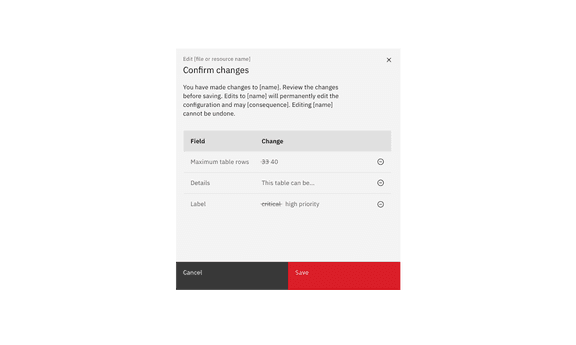 Edit [file or resource name]
Confirm changes
You have made changes to [name]. Review the changes
before saving. Edits to [name] will permanently edit the
configuration and may [consequence]. Editing [name]
cannot be undone.
Field Change
Maximum table rows 33 40
Details This table can be...
Label critical high priority
Cancel Save